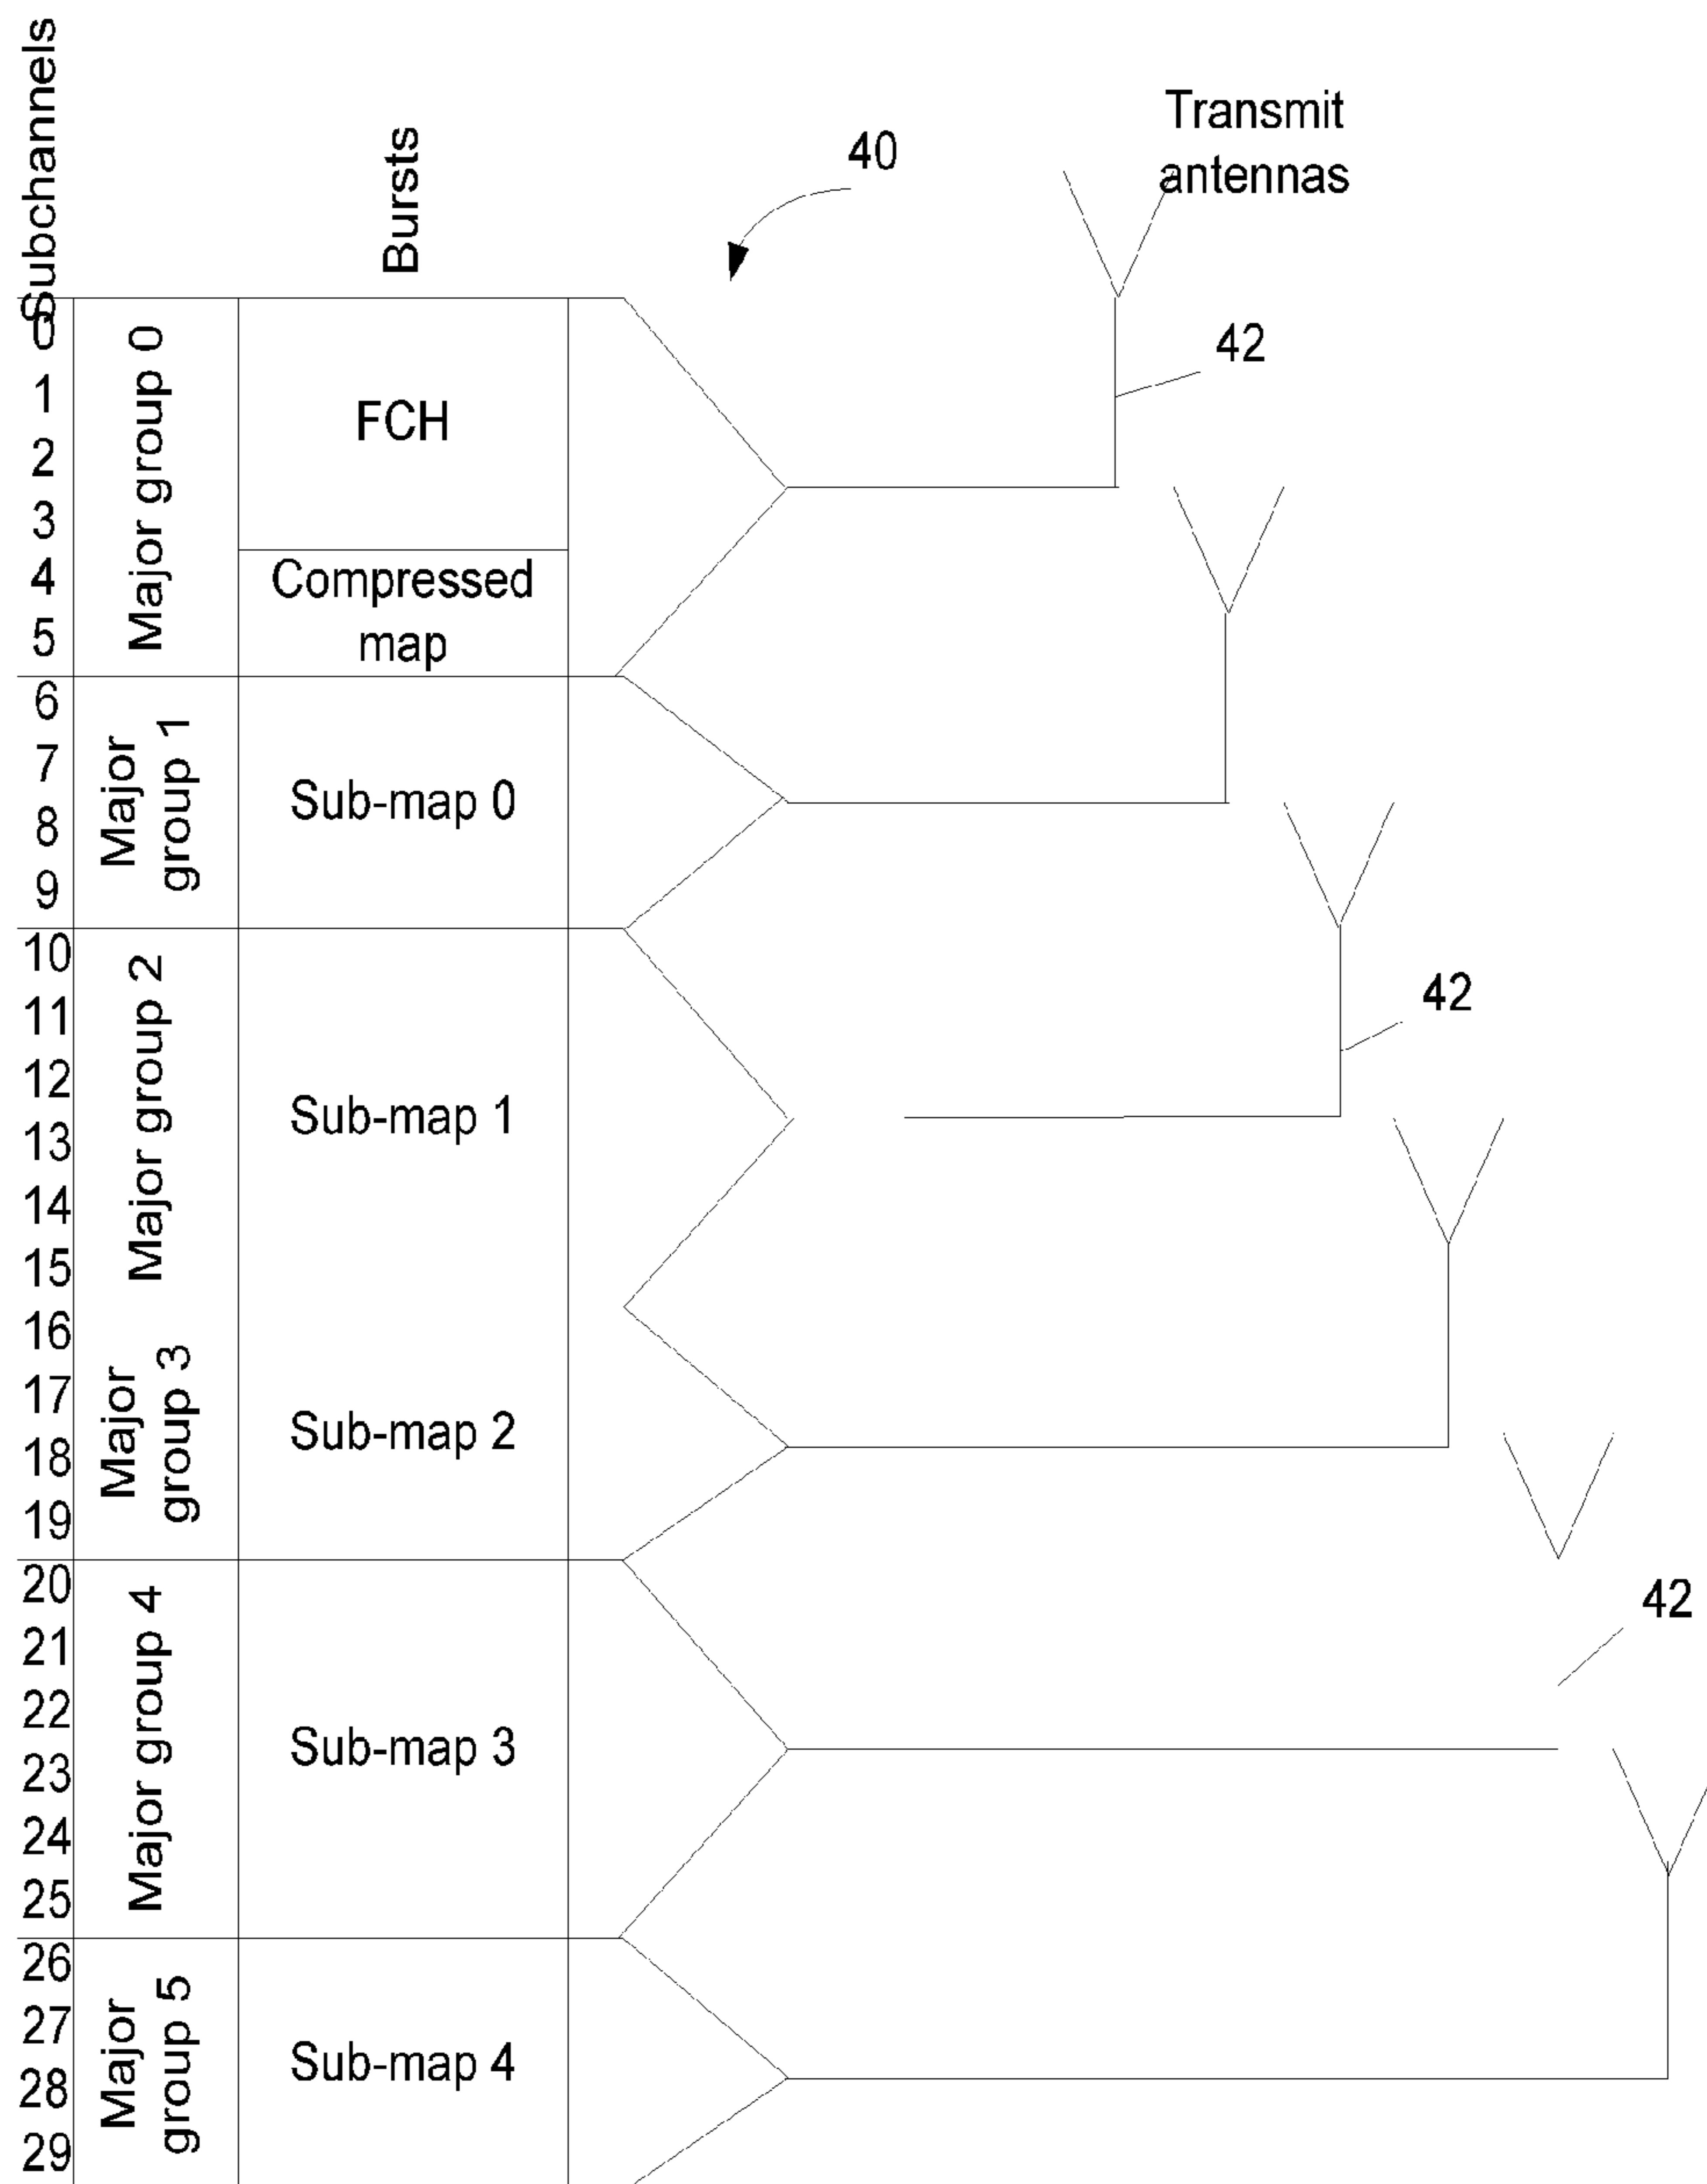 Subchannels
Bursts
Transmit
antennas
40
42
0
1
2
3
4
5
Major group 0
FCH
Compressed
map
6
7
8
9
Major
group 1
Sub-map 0
10
11
12
13
14
15
Major group 2
Sub-map 1
42
16
17
18
19
Major
group 3
Sub-map 2
20
21
22
23
24
25
Major group 4
Sub-map 3
42
26
27
28
29
Major
group 5
Sub-map 4